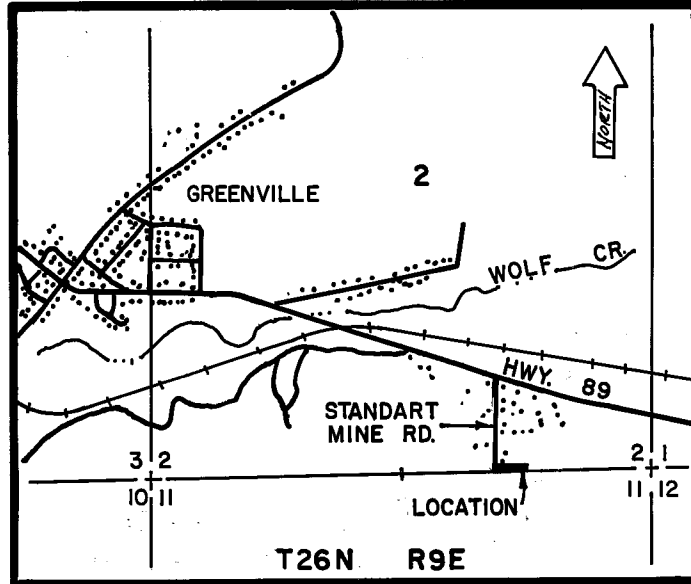 NORTH
GREENVILLE
2
WOLF CR.
HWY. 89
STANDART
MINE RD.
3 2
10 11
2 1
11 12
LOCATION
T26N R9E